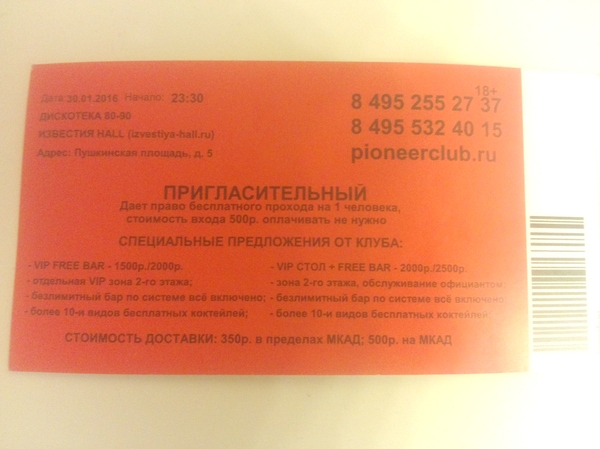 Дата 30.01.2016 Начало: 23:30
ДИСКОТЕКА 80-90
ИЗВЕСТИЯ HALL (izvestiya-hall.ru)
Адрес: Пушкинская площадь, д. 5
18+
8 495 255 27 37
8 495 532 40 15
pioneerclub.ru
ПРИГЛАСИТЕЛЬНЫЙ
Дает право бесплатного прохода на 1 человека,
стоимость входа 500р. оплачивать не нужно
СПЕЦИАЛЬНЫЕ ПРЕДЛОЖЕНИЯ ОТ КЛУБА:
- VIP FREE BAR - 1500р./2000р.
- отдельная VIP зона 2-го этажа;
- безлимитный бар по системе всё включено;
- более 10-и видов бесплатных коктейлей;
- VIP СТОЛ + FREE BAR - 2000р./2500р.
- зона 2-го этажа, обслуживание официантом;
- безлимитный бар по системе всё включено;
- более 10-и видов бесплатных коктейлей;
СТОИМОСТЬ ДОСТАВКИ: 350р. в пределах МКАД; 500р. на МКАД